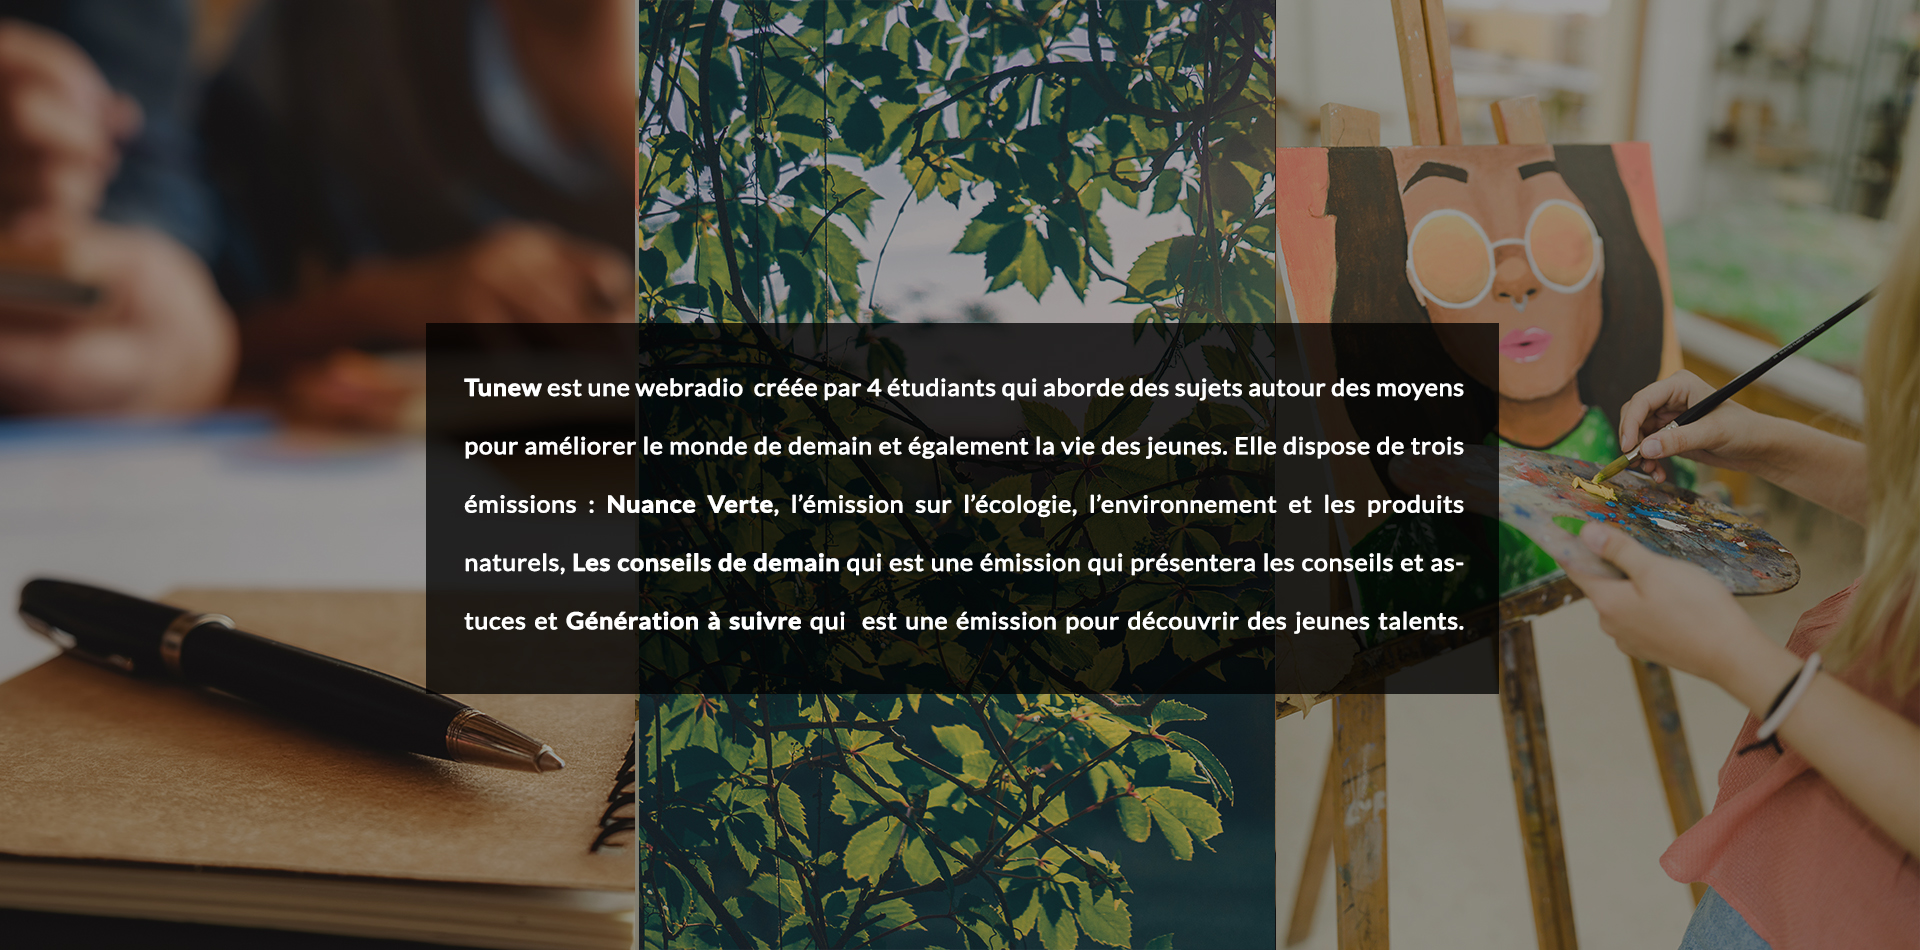 Tunew est une webradio  créée par 4 étudiants qui aborde des sujets autour des moyens
pour améliorer le monde de demain et également la vie des jeunes. Elle dispose de trois
émissions : Nuance Verte, l’émission sur l’écologie, l’environnement et les produits
naturels, Les conseils de demain qui est une émission qui présentera les conseils et as-
tuces et Génération à suivre qui  est une émission pour découvrir des jeunes talents.